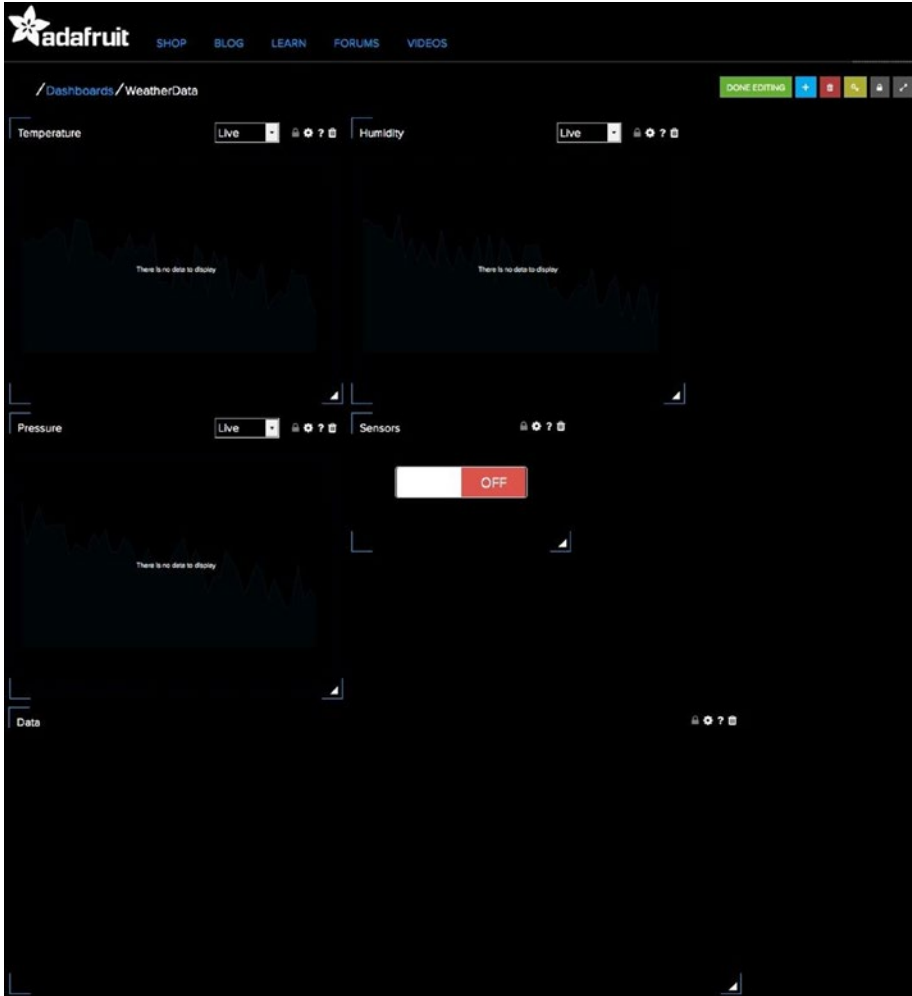 adafruit SHOP BLOG LEARN FORUMS VIDEOS
/Dashboards/WeatherData DONE EDITING +
Temperature Live ? Humidity Live ?
There is no data to display There is no data to display
Pressure Live ? Sensors ?
OFF
There is no data to display
Data ?